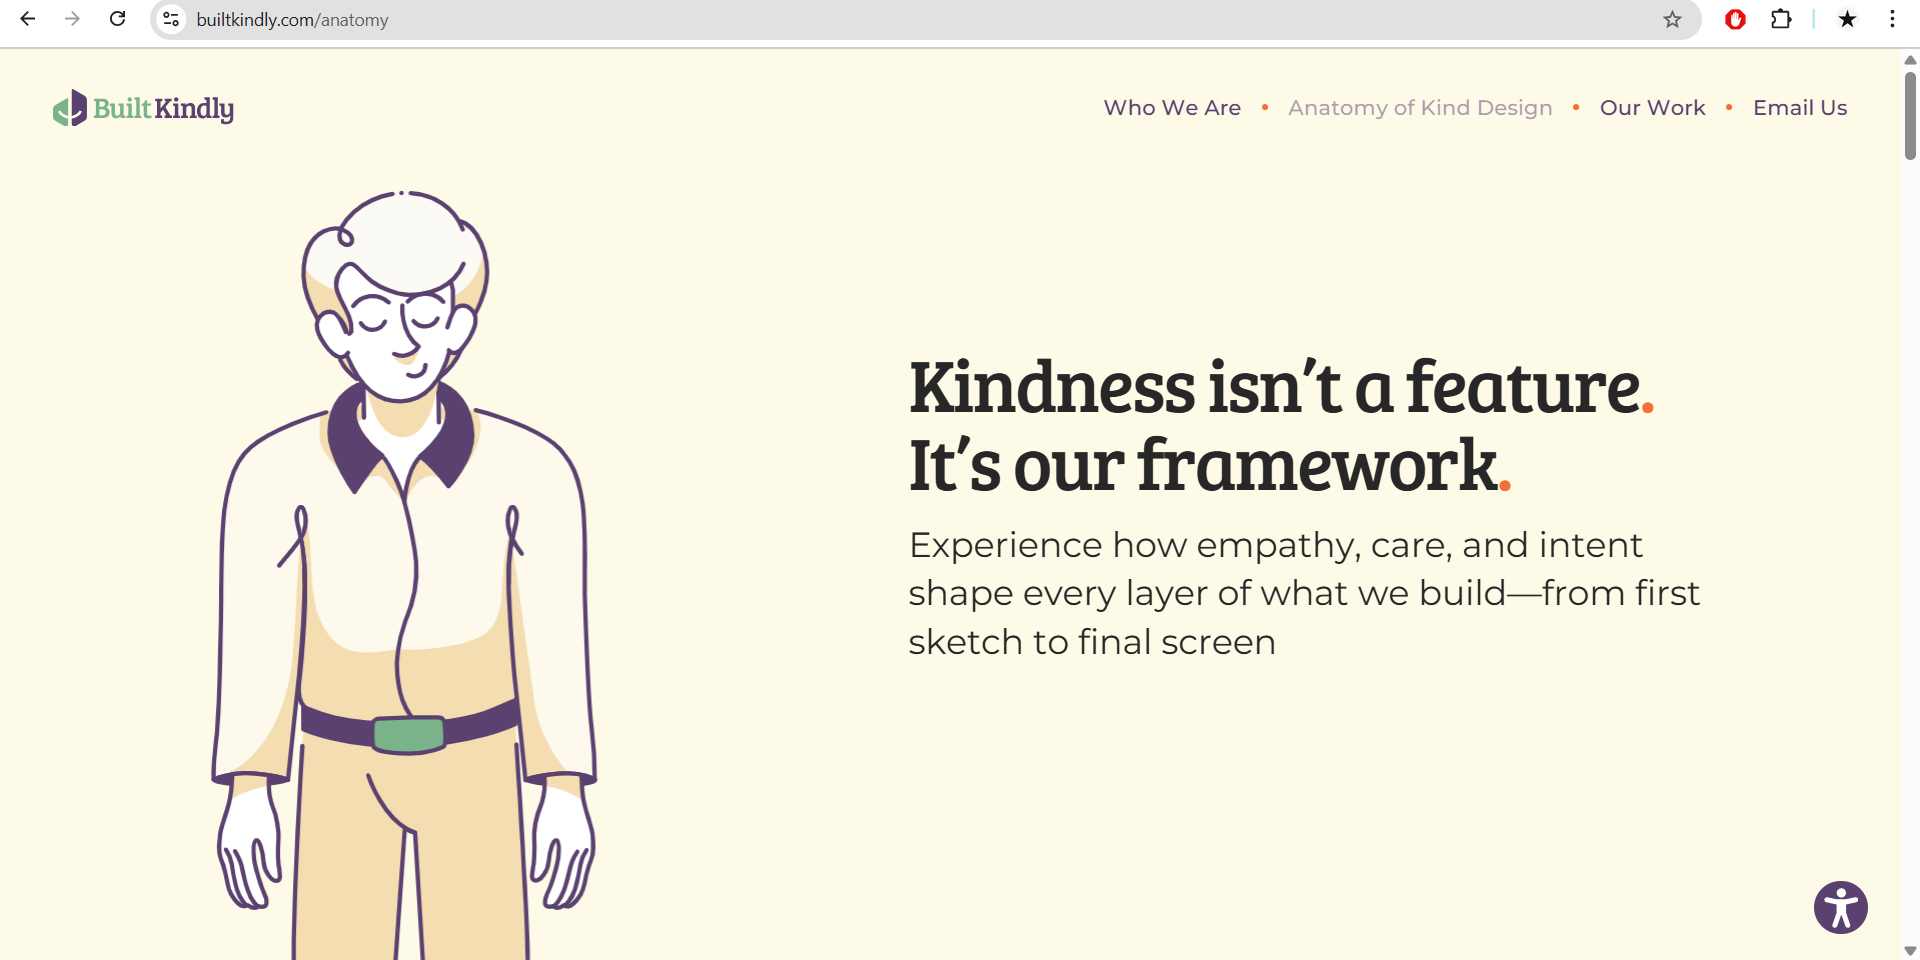 builtkindly.com/anatomy
Built Kindly
Who We Are • Anatomy of Kind Design • Our Work • Email Us
Kindness isn’t a feature.
It’s our framework.
Experience how empathy, care, and intent
shape every layer of what we build—from first
sketch to final screen